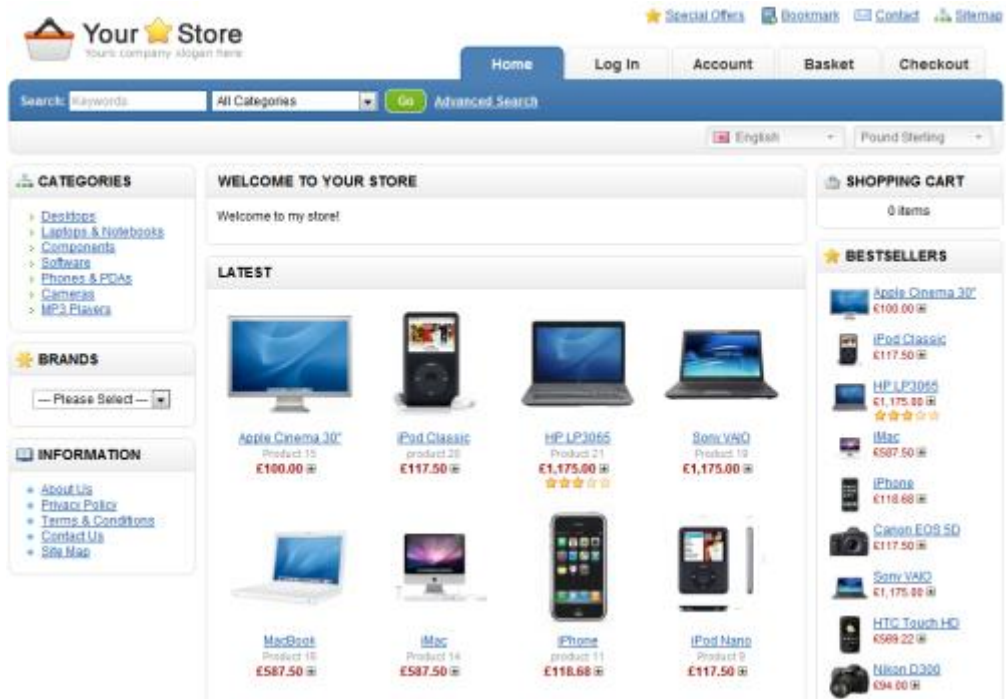 Special Offers Bookmark Contact Sitemap
Your Store
Yours company slogan here
Home Log In Account Basket Checkout
Search: Keywords All Categories Go Advanced Search
English Pound Sterling
CATEGORIES
Desktops
Laptops & Notebooks
Components
Software
Phones & PDAs
Cameras
MP3 Players
BRANDS
--- Please Select ---
INFORMATION
About Us
Privacy Policy
Terms & Conditions
Contact Us
Site Map
WELCOME TO YOUR STORE
Welcome to my store!
LATEST
Apple Cinema 30" iPod Classic HP LP3065 Sony VAIO
Product 15 product 20 Product 21 Product 19
£100.00 £117.50 £1,175.00 £1,175.00
MacBook iMac iPhone iPod Nano
Product 16 Product 14 product 11 Product 9
£587.50 £587.50 £118.68 £117.50
SHOPPING CART
0 items
BESTSELLERS
Apple Cinema 30"
£100.00
iPod Classic
£117.50
HP LP3065
£1,175.00
iMac
£587.50
iPhone
£118.68
Canon EOS 5D
£117.50
Sony VAIO
£1,175.00
HTC Touch HD
£589.22
Nikon D300
£94.00